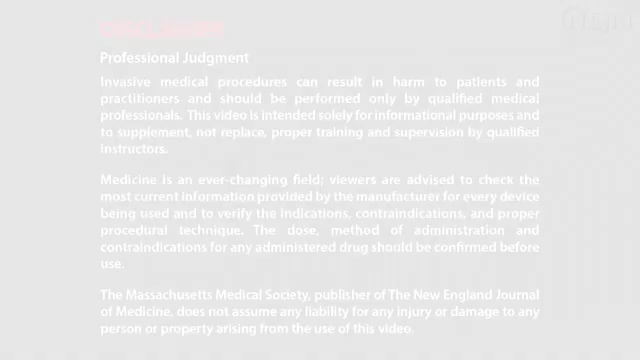 DISCLAIMER
Professional Judgment
Invasive medical procedures can result in harm to patients and
practitioners and should be performed only by qualified medical
professionals. This video is intended solely for informational purposes and
to supplement, not replace, proper training and supervision by qualified
instructors.
Medicine is an ever-changing field; viewers are advised to check the
most current information provided by the manufacturer for every device
being used and to verify the indications, contraindications, and proper
procedural technique. The dose, method of administration and
contraindications for any administered drug should be confirmed before
use.
The Massachusetts Medical Society, publisher of The New England Journal
of Medicine, does not assume any liability for any injury or damage to any
person or property arising from the use of this video.